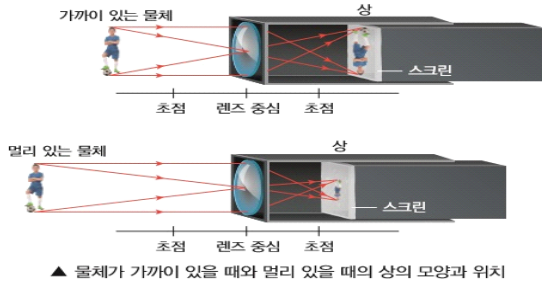 가까이 있는 물체
상
스크린
초점 렌즈 중심 초점
멀리 있는 물체
상
스크린
초점 렌즈 중심 초점
▲ 물체가 가까이 있을 때와 멀리 있을 때의 상의 모양과 위치